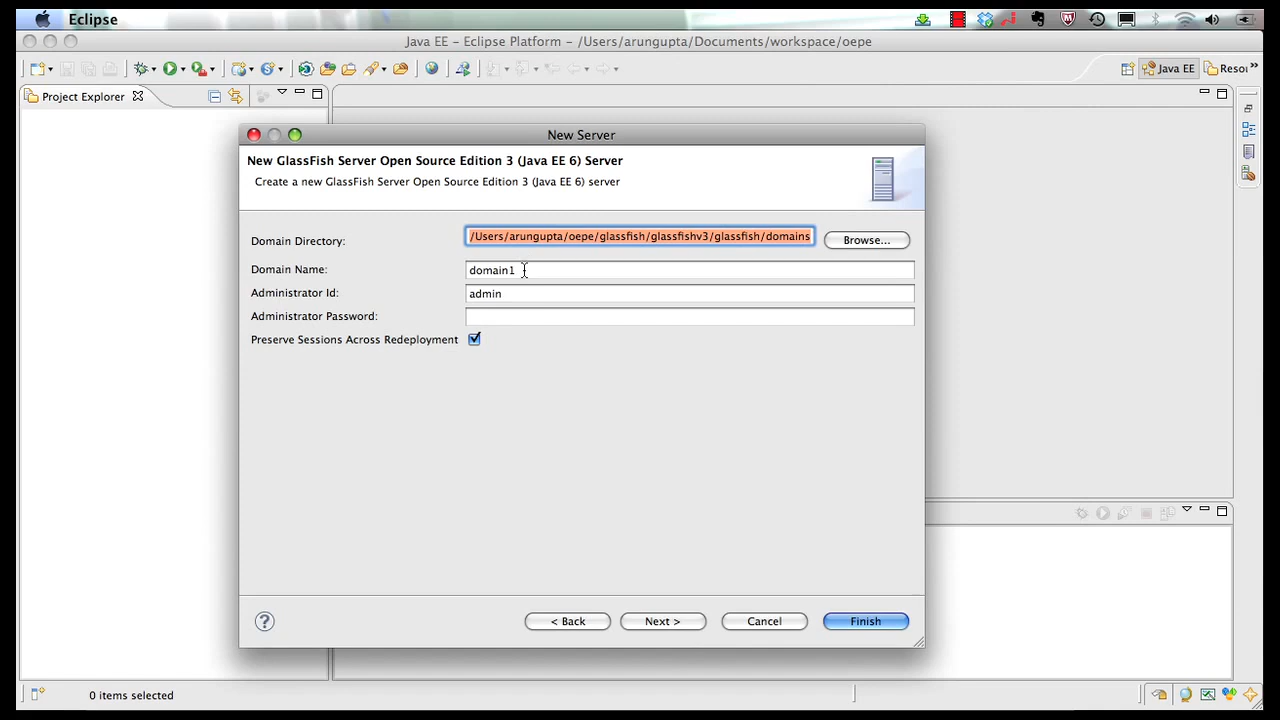 Eclipse
Java EE - Eclipse Platform - /Users/arungupta/Documents/workspace/oepe
Java EE
Project Explorer
New Server
New GlassFish Server Open Source Edition 3 (Java EE 6) Server
Create a new GlassFish Server Open Source Edition 3 (Java EE 6) server
Domain Directory: /Users/arungupta/oepe/glassfish/glassfishv3/glassfish/domains Browse...
Domain Name: domain1
Administrator Id: admin
Administrator Password:
Preserve Sessions Across Redeployment
< Back Next > Cancel Finish
0 items selected